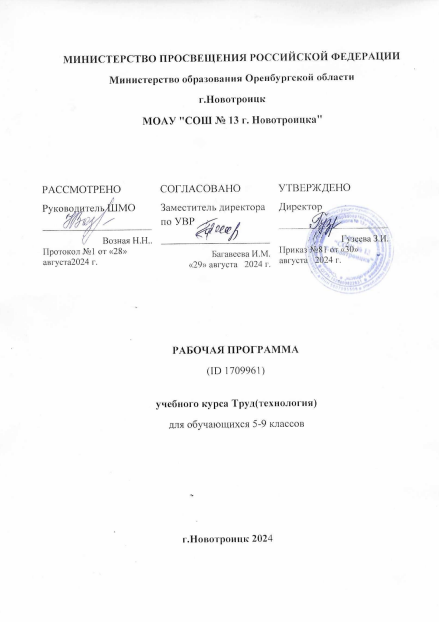 МИНИСТЕРСТВО ПРОСВЕЩЕНИЯ РОССИЙСКОЙ ФЕДЕРАЦИИ
Министерство образования Оренбургской области
г.Новотроицк
МОАУ "СОШ № 13 г. Новотроицка"
РАССМОТРЕНО
Руководитель ШМО
Возная Н.Н..
Протокол №1 от «28»
августа2024 г.
СОГЛАСОВАНО
Заместитель директора
по УВР
Багавеева И.М.
«29» августа 2024 г.
УТВЕРЖДЕНО
Директор
Гузеева З.И.
Приказ №81 от «30»
августа 2024 г.
РАБОЧАЯ ПРОГРАММА
(ID 1709961)
учебного курса Труд(технология)
для обучающихся 5-9 классов
г.Новотроицк 2024